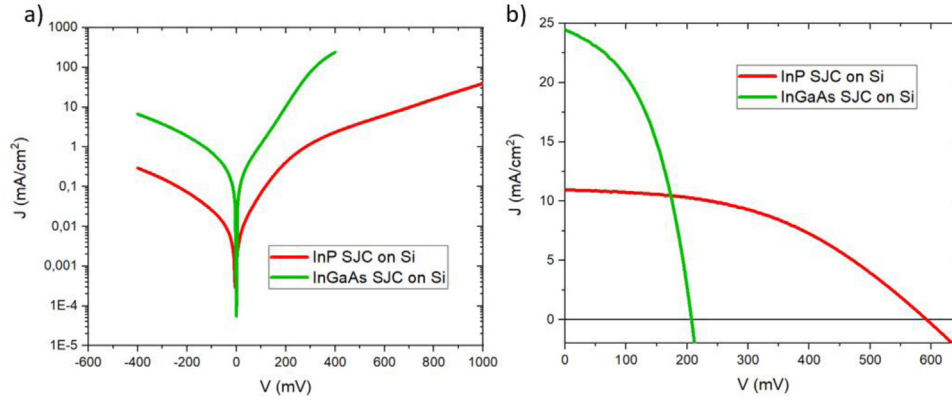 a)
1000
100
10
1
0,1
0,01
0,001
1E-4
1E-5
J (mA/cm²)
-600 -400 -200 0 200 400 600 800 1000
V (mV)
InP SJC on Si
InGaAs SJC on Si
b)
25
20
15
10
5
0
J (mA/cm²)
0 100 200 300 400 500 600
V (mV)
InP SJC on Si
InGaAs SJC on Si